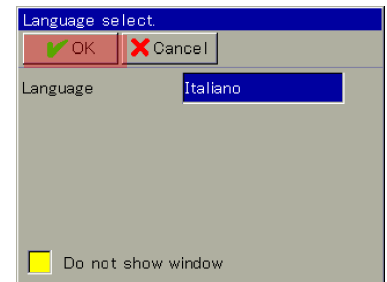 Language select.
OK Cancel
Language Italiano
Do not show window